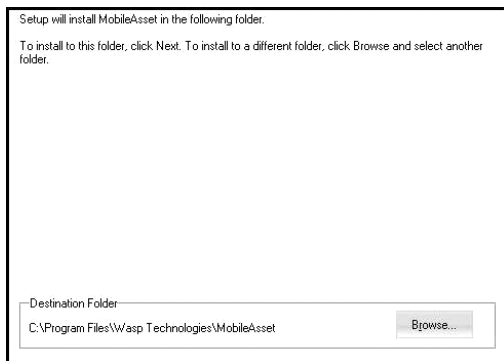 Setup will install MobileAsset in the following folder.
To install to this folder, click Next. To install to a different folder, click Browse and select another
folder.
Destination Folder
C:\Program Files\Wasp Technologies\MobileAsset
Browse...